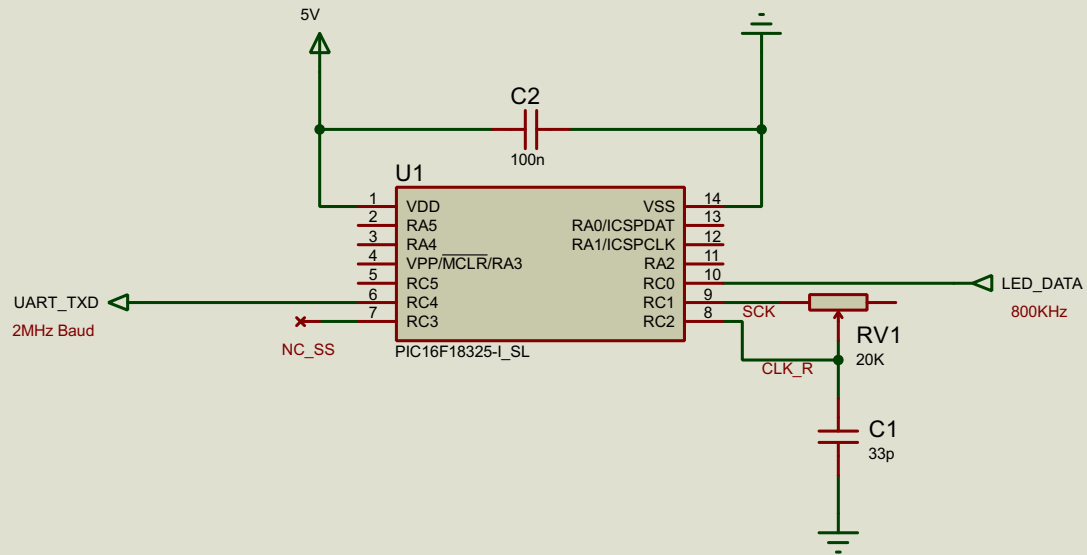 5V
C2
100n
U1
1 VDD VSS 14
2 RA5 RA0/ICSPDAT 13
3 RA4 RA1/ICSPCLK 12
4 VPP/MCLR/RA3 RA2 11
5 RC5 RC0 10
6 RC4 RC1 9
7 RC3 RC2 8
PIC16F18325-I_SL
UART_TXD
2MHz Baud
NC_SS
LED_DATA
800KHz
SCK
RV1
20K
CLK_R
C1
33p